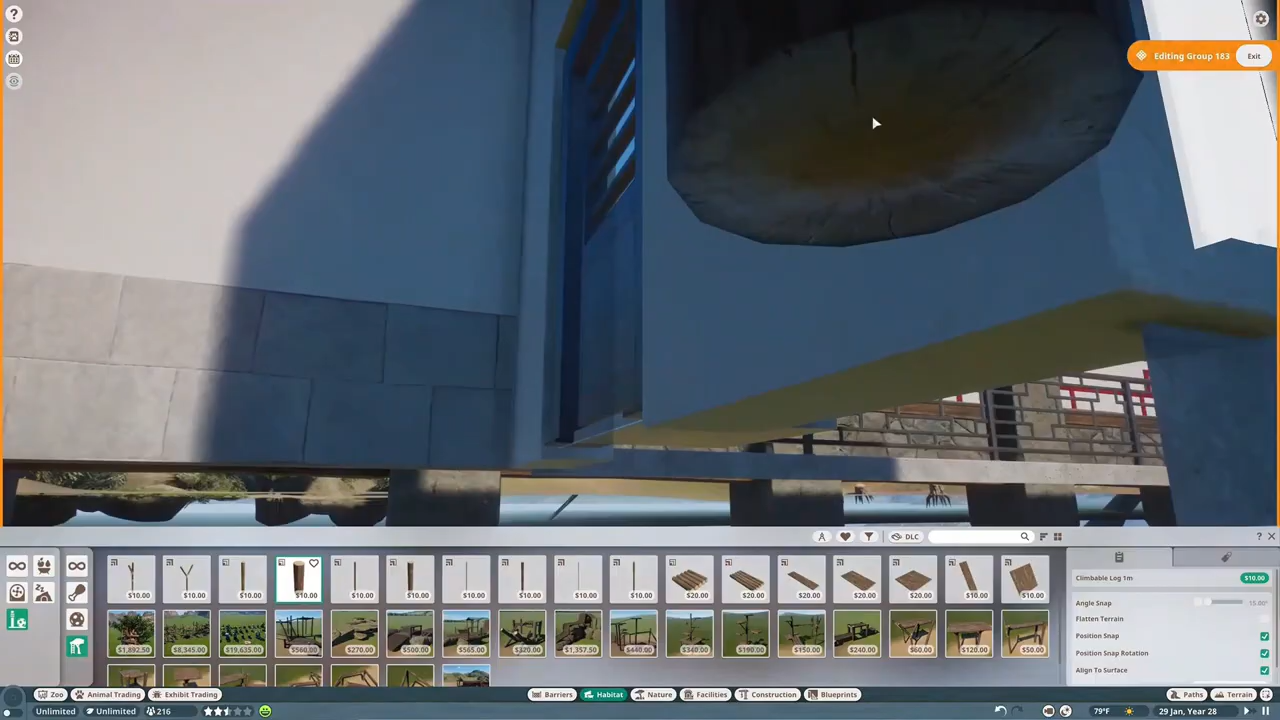 ?
Editing Group 183 Exit
DLC
? ×
$10.00 $10.00 $10.00 $10.00 $10.00 $10.00 $10.00 $10.00 $10.00 $10.00 $20.00 $20.00 $20.00 $20.00 $20.00 $10.00 $10.00
$1,892.50 $8,345.00 $19,635.00 $560.00 $270.00 $500.00 $565.00 $320.00 $1,357.50 $440.00 $340.00 $190.00 $150.00 $240.00 $60.00 $120.00 $50.00
Climbable Log 1m $10.00
Angle Snap 15.00°
Flatten Terrain
Position Snap
Position Snap Rotation
Align To Surface
Zoo Animal Trading Exhibit Trading Barriers Habitat Nature Facilities Construction Blueprints Paths Terrain
Unlimited Unlimited 216 79°F 29 Jan, Year 28